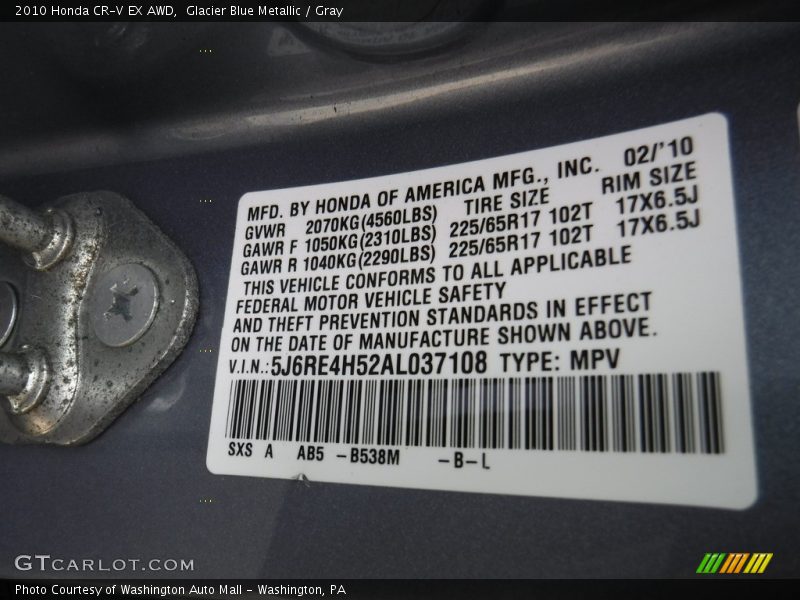 2010 Honda CR-V EX AWD,  Glacier Blue Metallic / Gray
MFD. BY HONDA OF AMERICA MFG., INC. 02/'10
GVWR 2070KG(4560LBS) TIRE SIZE RIM SIZE
GAWR F 1050KG(2310LBS) 225/65R17 102T 17X6.5J
GAWR R 1040KG(2290LBS) 225/65R17 102T 17X6.5J
THIS VEHICLE CONFORMS TO ALL APPLICABLE
FEDERAL MOTOR VEHICLE SAFETY
AND THEFT PREVENTION STANDARDS IN EFFECT
ON THE DATE OF MANUFACTURE SHOWN ABOVE.
V.I.N.:5J6RE4H52AL037108 TYPE: MPV
SXS A AB5 -B538M -B-L
GTCARLOT.COM
Photo Courtesy of Washington Auto Mall - Washington, PA